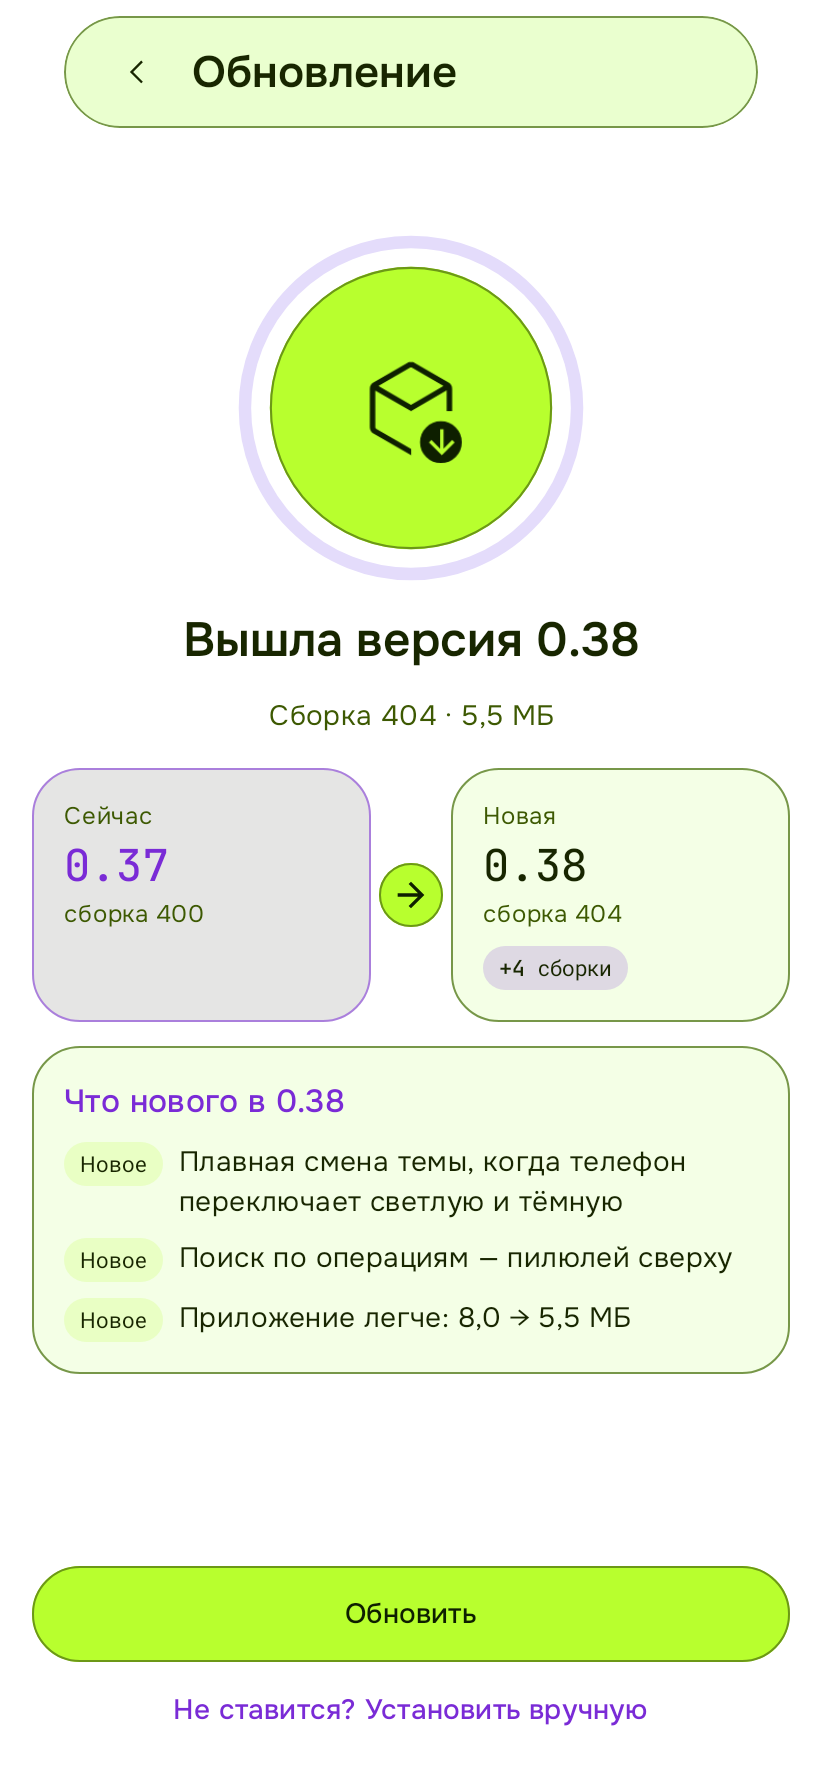 Обновление
Вышла версия 0.38
Сборка 404 · 5,5 МБ
Сейчас
0.37
сборка 400
Новая
0.38
сборка 404
+4 сборки
Что нового в 0.38
Новое Плавная смена темы, когда телефон
переключает светлую и тёмную
Новое Поиск по операциям — пилюлей сверху
Новое Приложение легче: 8,0 → 5,5 МБ
Обновить
Не ставится? Установить вручную